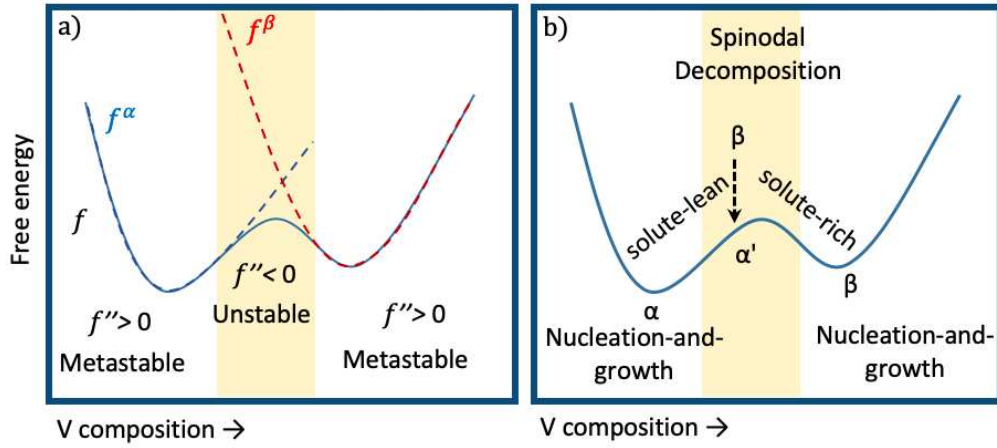 a)
f^β
f^α
Free energy
f
f″< 0
Unstable
f″> 0
Metastable
f″> 0
Metastable
V composition →
b)
Spinodal
Decomposition
β
solute-lean
solute-rich
α'
α
β
Nucleation-and-
growth
Nucleation-and-
growth
V composition →